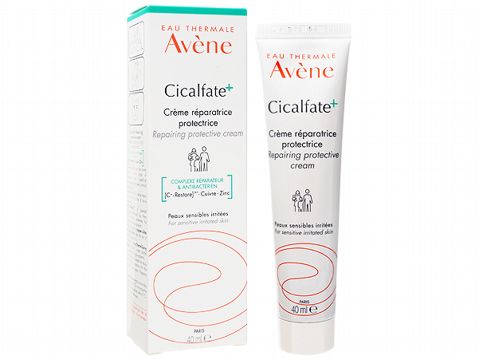 EAU THERMALE
Avène
Cicalfate+
Crème réparatrice
protectrice
Repairing protective cream
COMPLEXE RÉPARATEUR
& ANTIBACTÉRIEN
[C+-Restore]™-Cuivre-Zinc
Peaux sensibles irritées
For sensitive irritated skin
PARIS
40 ml e
EAU THERMALE
Avène
Cicalfate+
Crème réparatrice
protectrice
Repairing protective
cream
Peaux sensibles irritées
For sensitive irritated skin
40 ml e